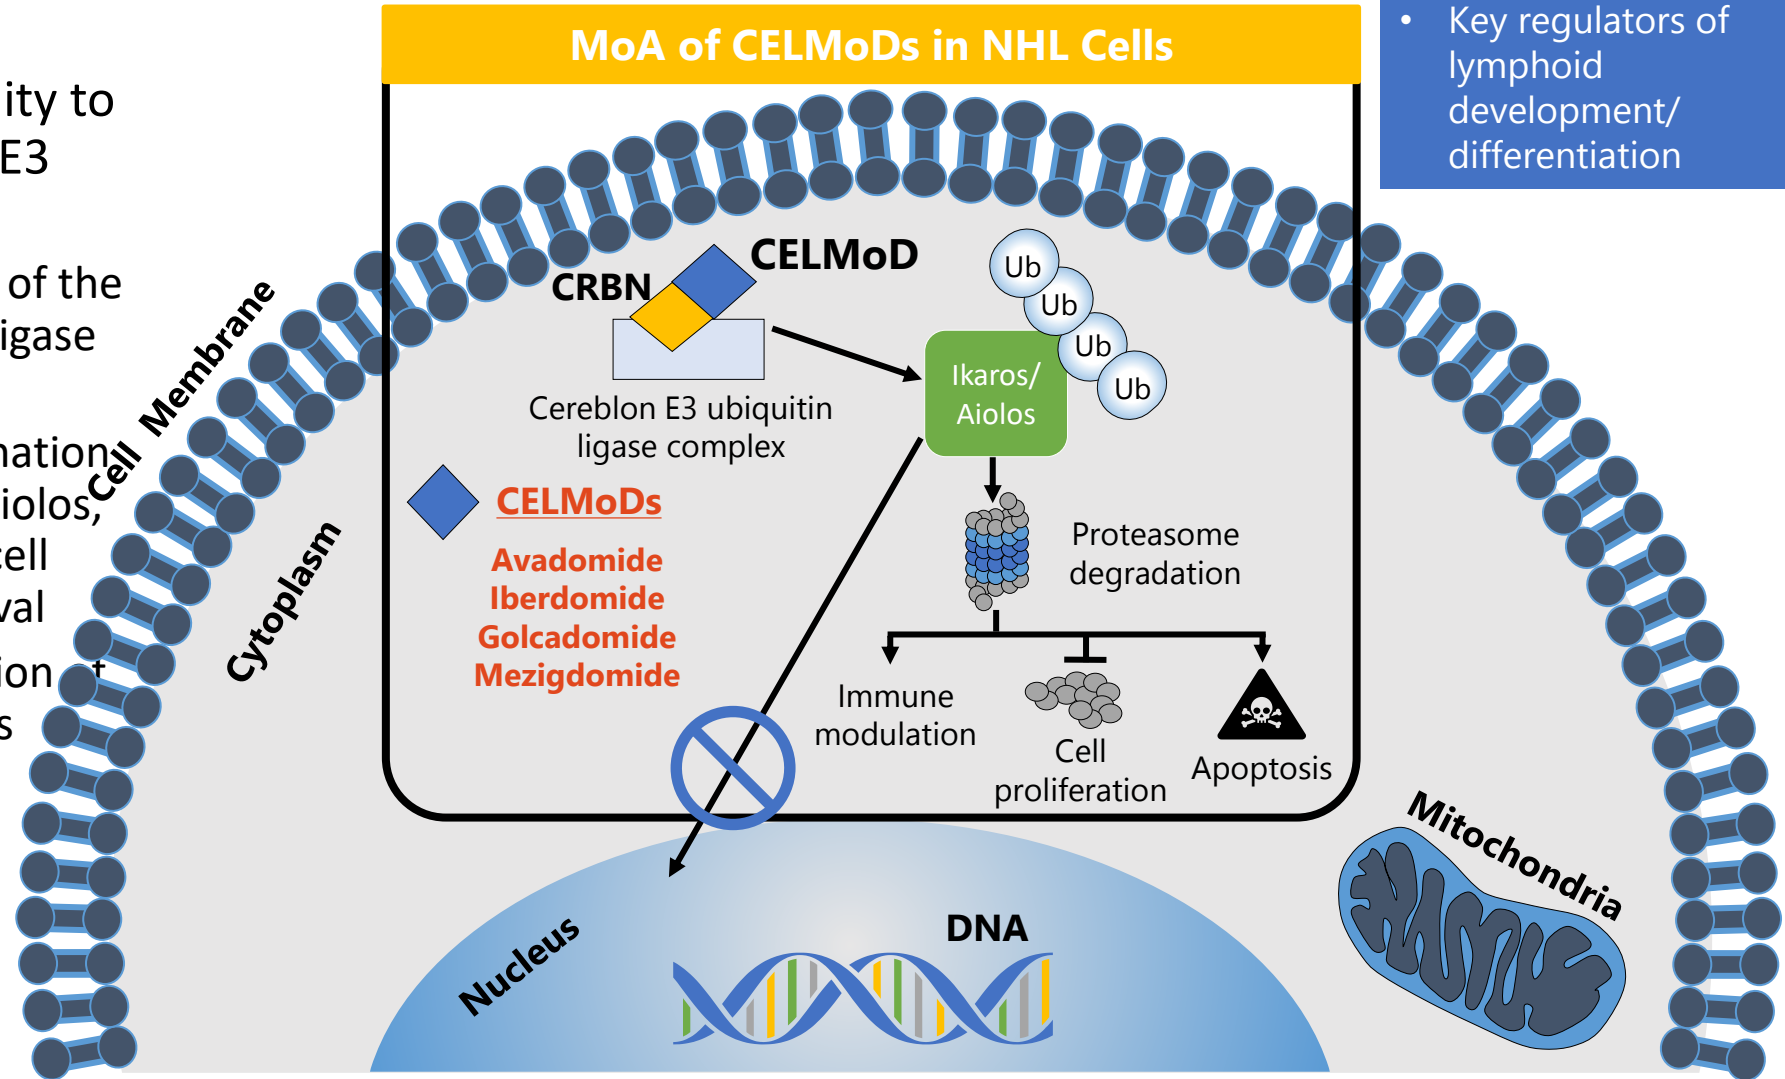 MoA of CELMoDs in NHL Cells
• Key regulators of
lymphoid
development/
differentiation
ity to
E3
of the
igase
nation
iolos,
cell
val
ion
s
Cell Membrane
Cytoplasm
CRBN
CELMoD
Cereblon E3 ubiquitin
ligase complex
Ub
Ub
Ub
Ub
Ikaros/
Aiolos
CELMoDs
Avadomide
Iberdomide
Golcadomide
Mezigdomide
Proteasome
degradation
Immune
modulation
Cell
proliferation
Apoptosis
Mitochondria
Nucleus
DNA